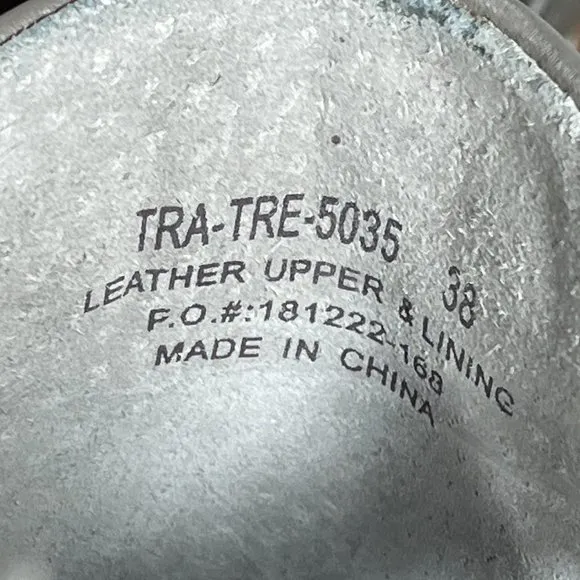 TRA-TRE-5035 38
LEATHER UPPER & LINING
P.O.#:181222-168
MADE IN CHINA